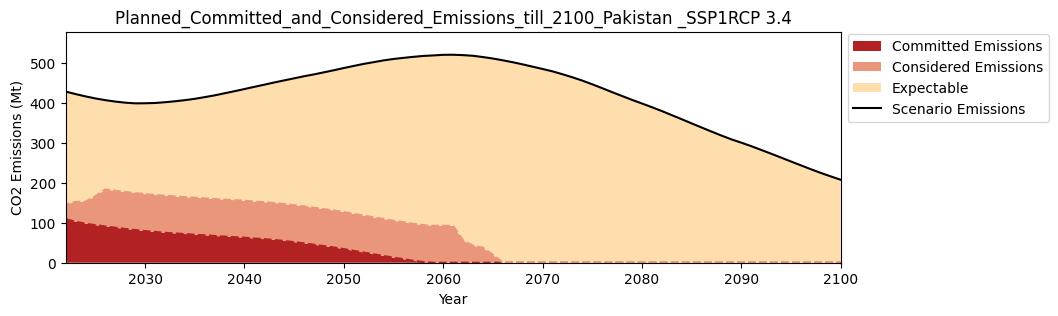 Planned_Committed_and_Considered_Emissions_till_2100_Pakistan _SSP1RCP 3.4
Committed Emissions
Considered Emissions
Expectable
Scenario Emissions
CO2 Emissions (Mt)
500
400
300
200
100
0
2030
2040
2050
2060
2070
2080
2090
2100
Year